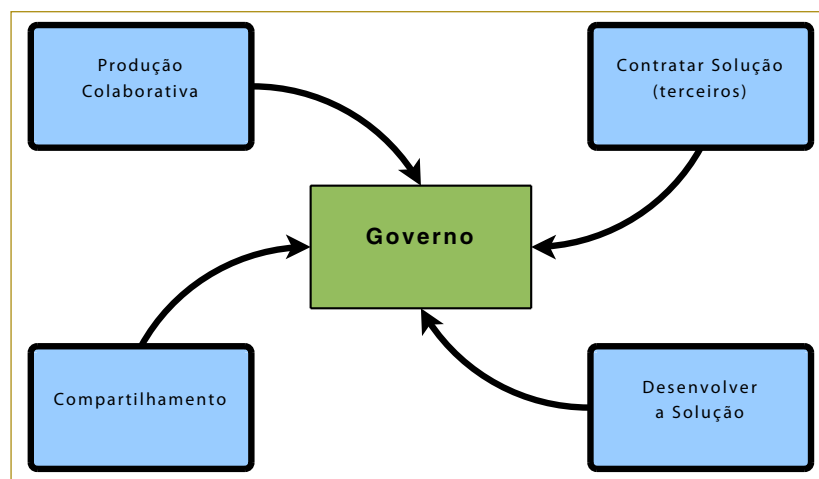 Produção
Colaborativa
Contratar Solução
(terceiros)
Governo
Compartilhamento
Desenvolver
a Solução